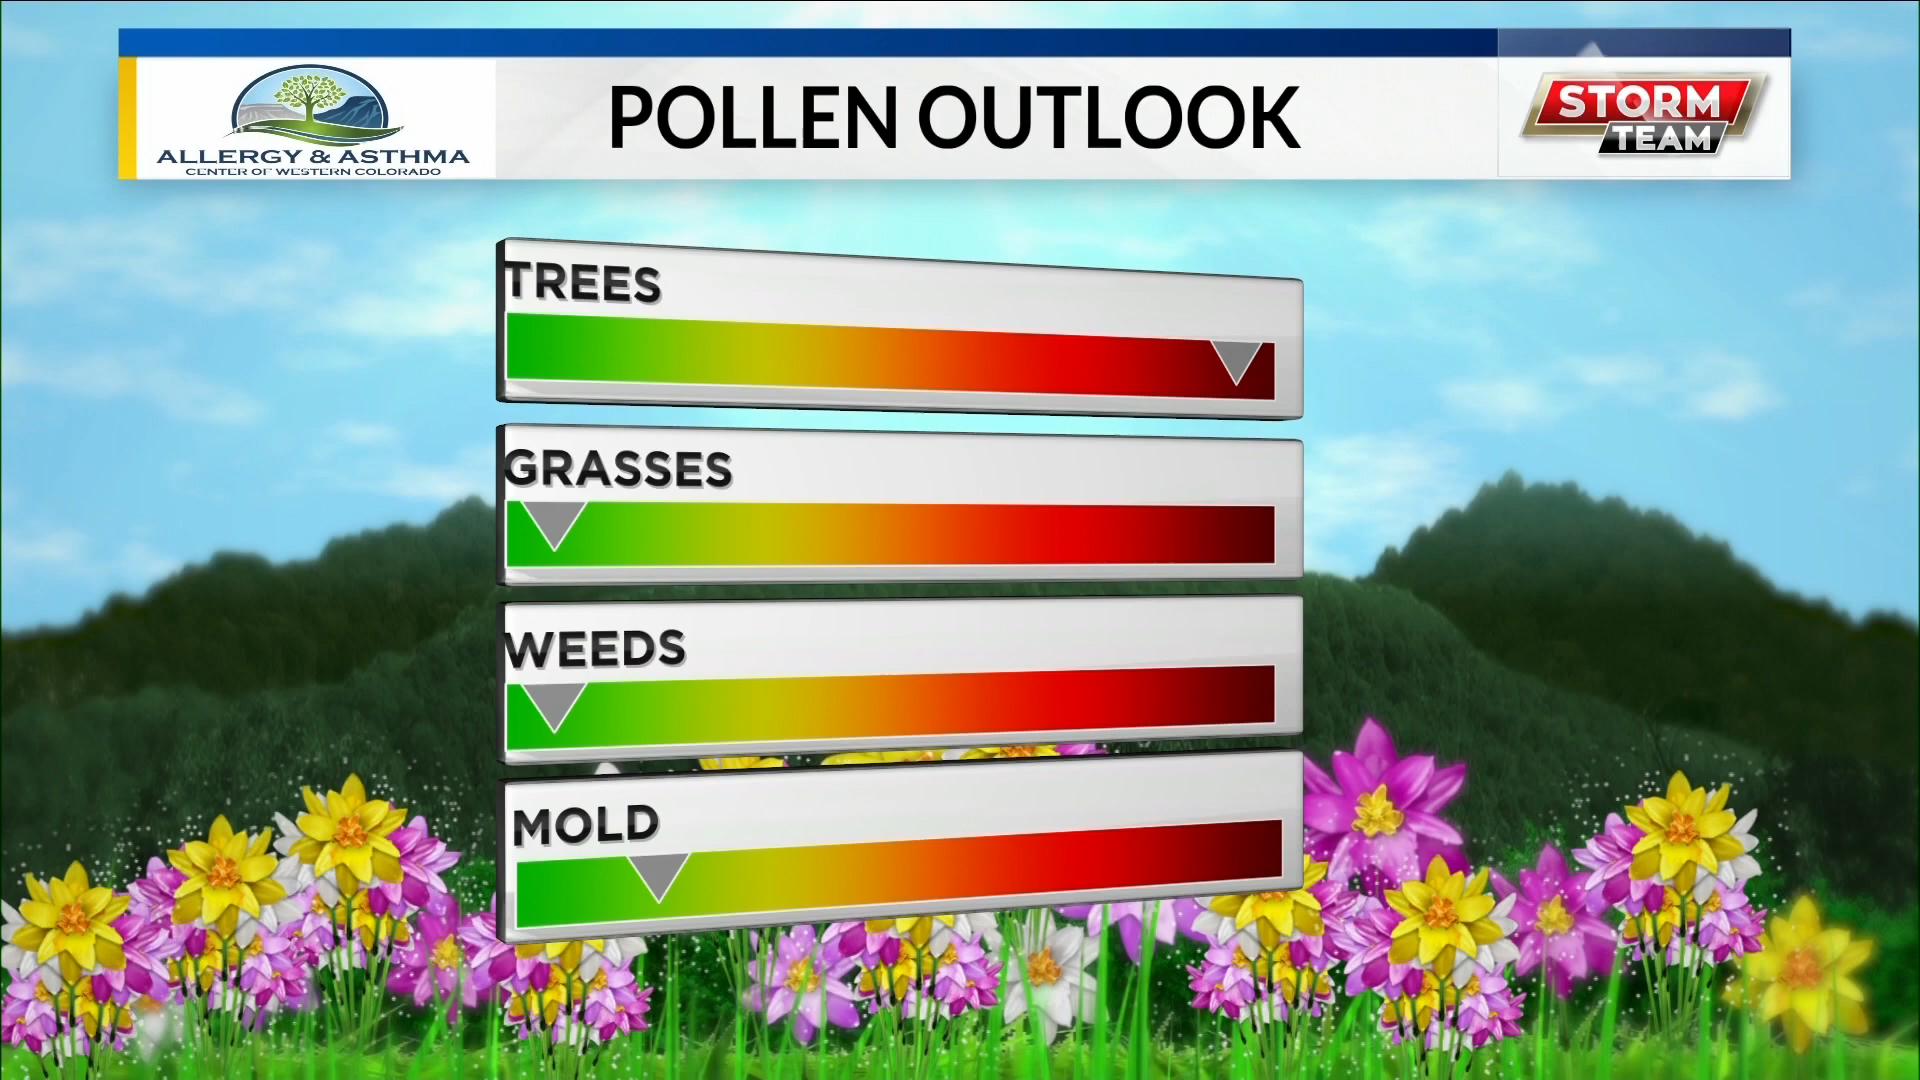 ALLERGY & ASTHMA
CENTER OF WESTERN COLORADO
POLLEN OUTLOOK
STORM
TEAM
TREES
GRASSES
WEEDS
MOLD